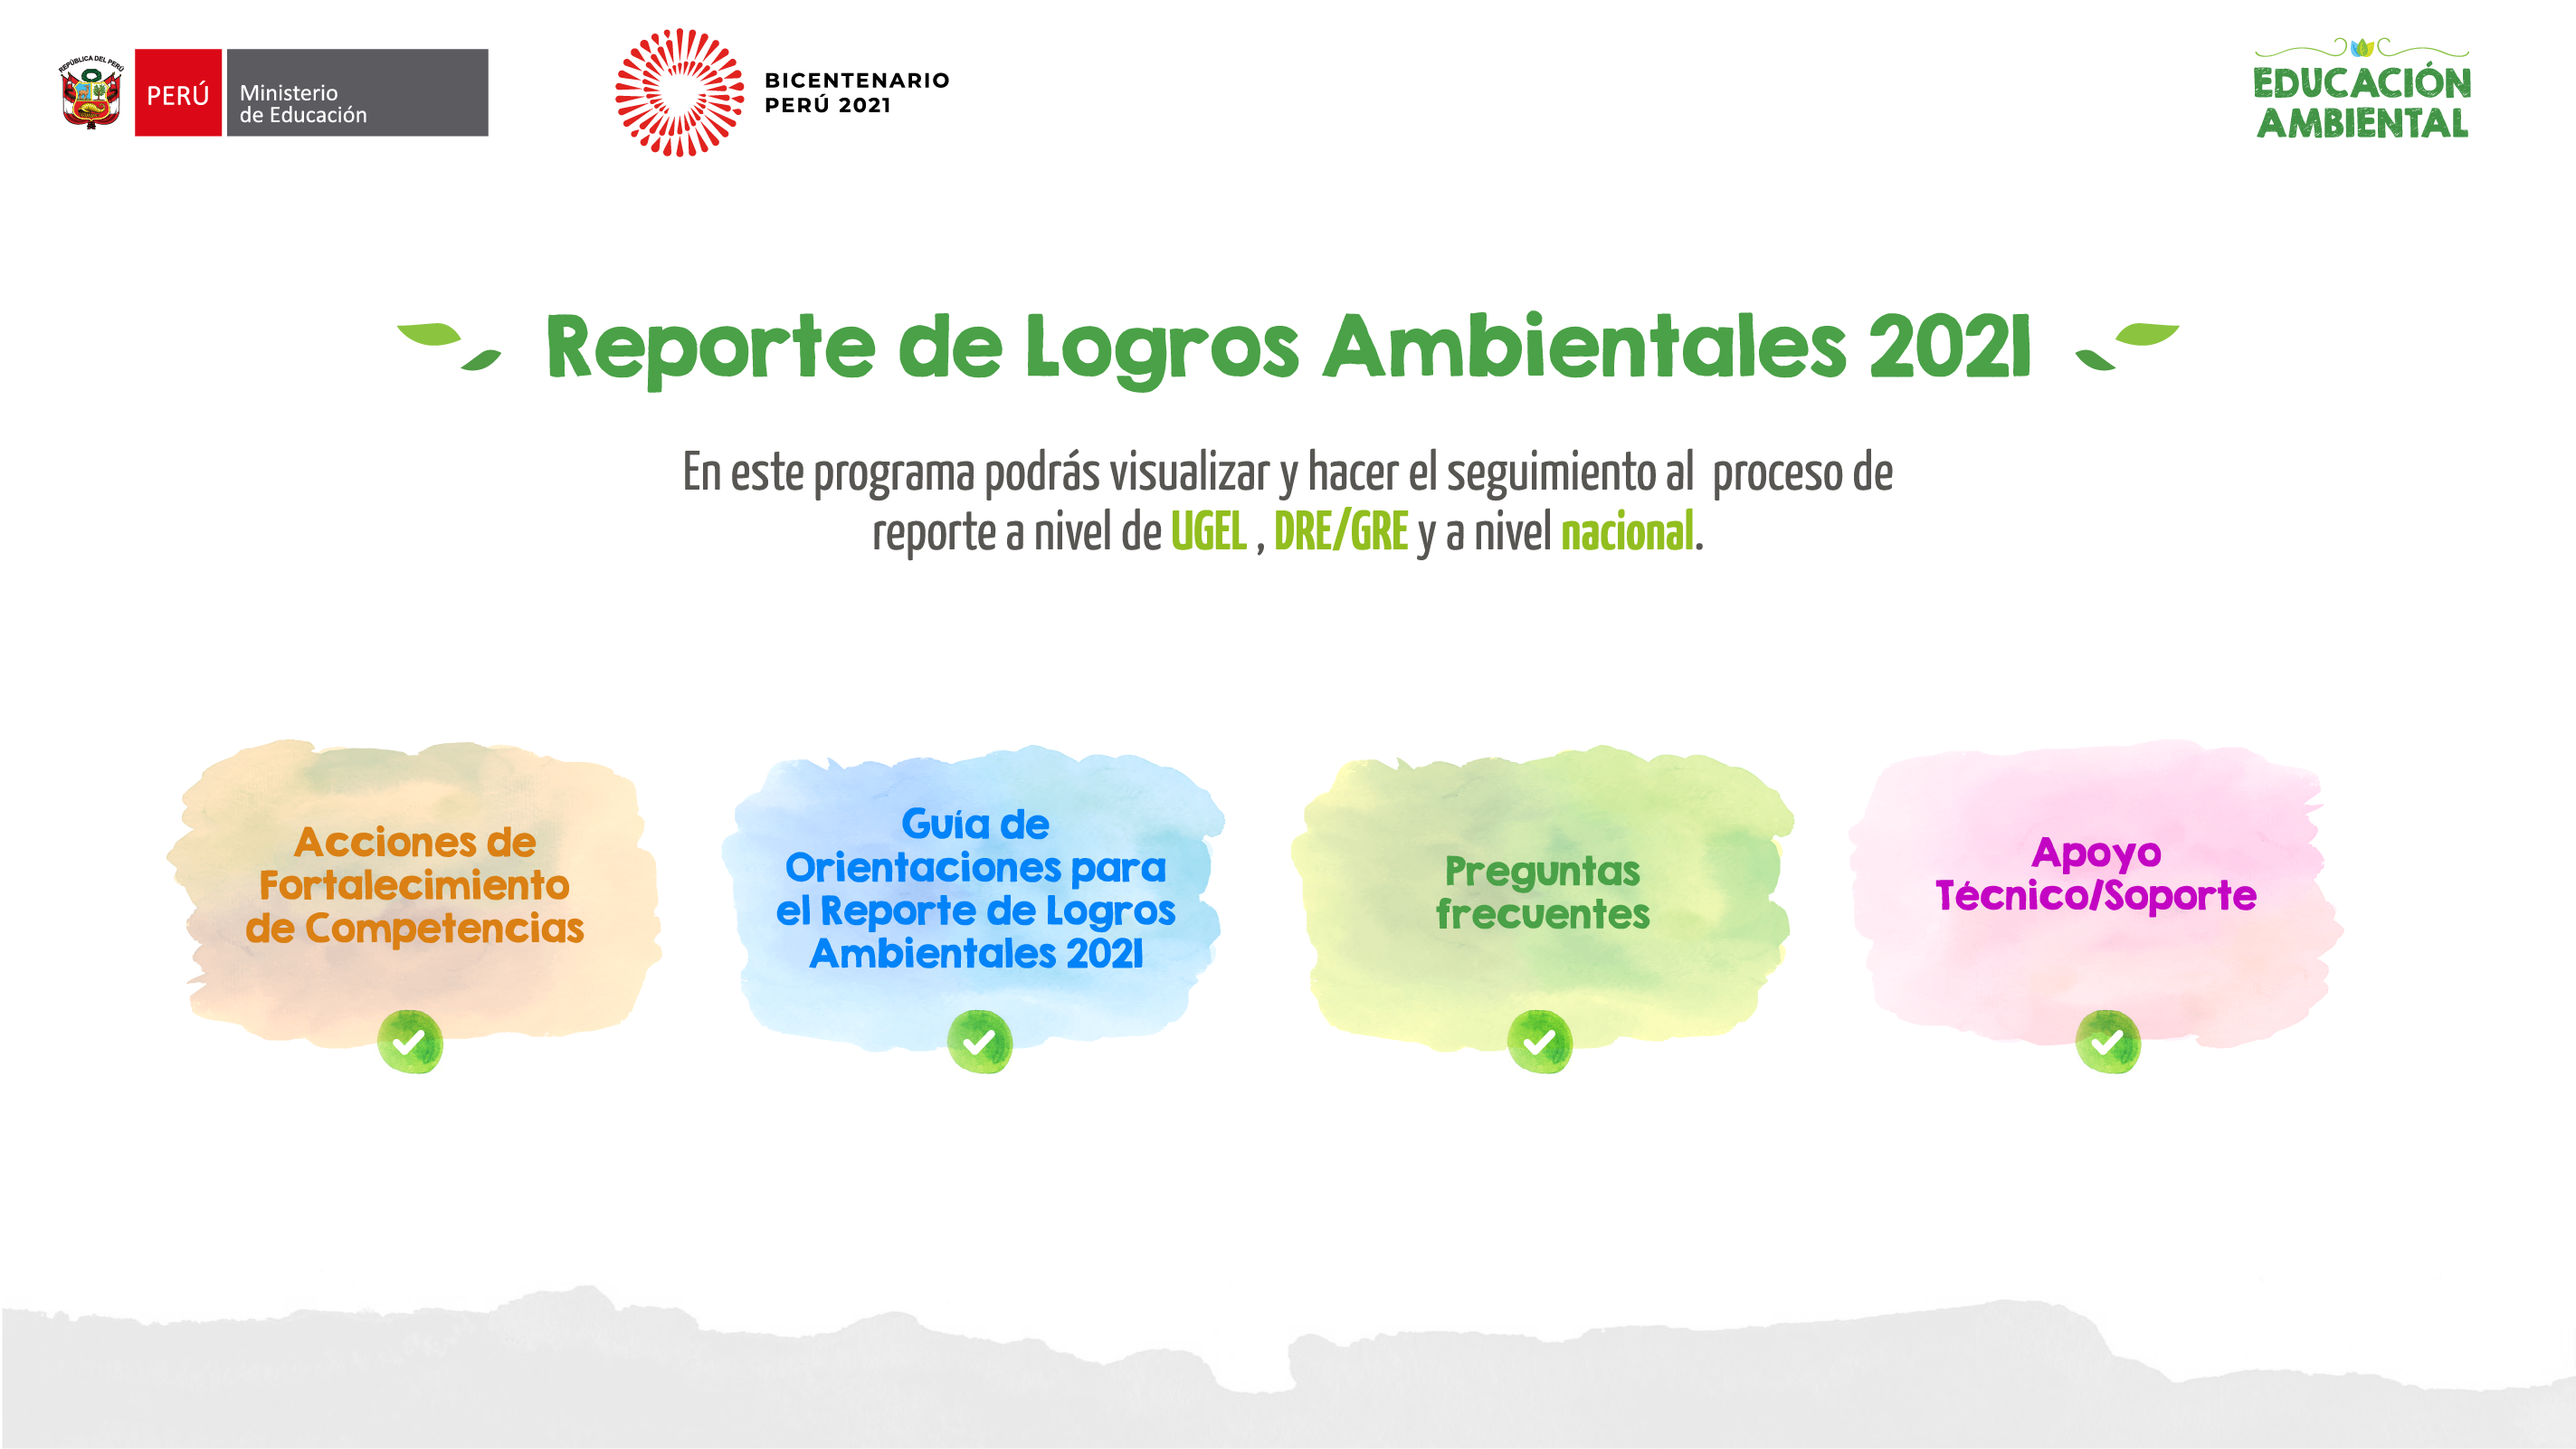 REPÚBLICA DEL PERÚ
PERÚ
Ministerio
de Educación
BICENTENARIO
PERÚ 2021
EDUCACIÓN
AMBIENTAL
Reporte de Logros Ambientales 2021
En este programa podrás visualizar y hacer el seguimiento al proceso de
reporte a nivel de UGEL , DRE/GRE y a nivel nacional.
Acciones de
Fortalecimiento
de Competencias
Guía de
Orientaciones para
el Reporte de Logros
Ambientales 2021
Preguntas
frecuentes
Apoyo
Técnico/Soporte